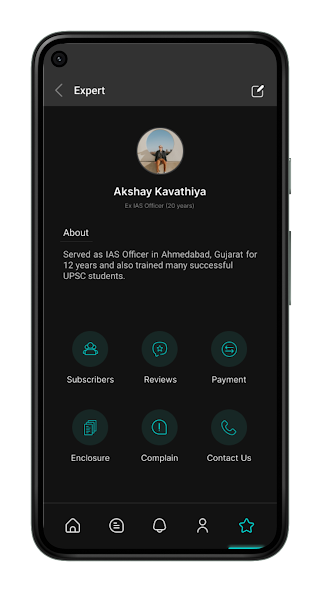 Expert
Akshay Kavathiya
Ex IAS Officer (20 years)
About
Served as IAS Officer in Ahmedabad, Gujarat for
12 years and also trained many successful
UPSC students.
Subscribers Reviews Payment
Enclosure Complain Contact Us